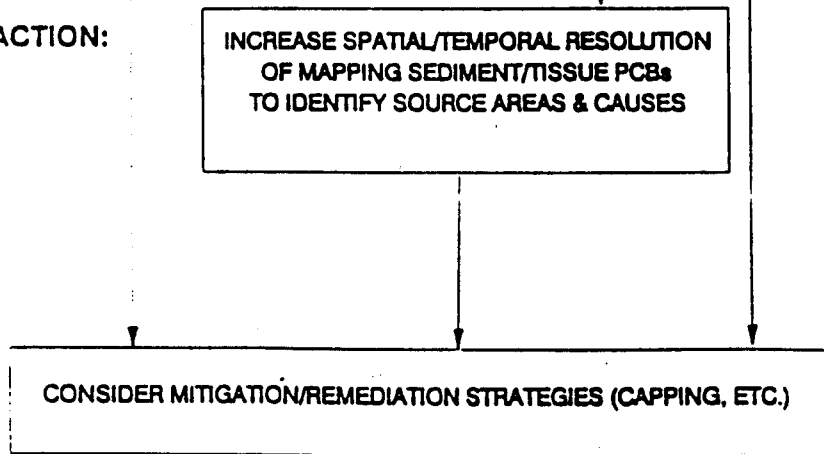 ACTION:
INCREASE SPATIAL/TEMPORAL RESOLUTION
OF MAPPING SEDIMENT/TISSUE PCBs
TO IDENTIFY SOURCE AREAS & CAUSES
CONSIDER MITIGATION/REMEDIATION STRATEGIES (CAPPING, ETC.)